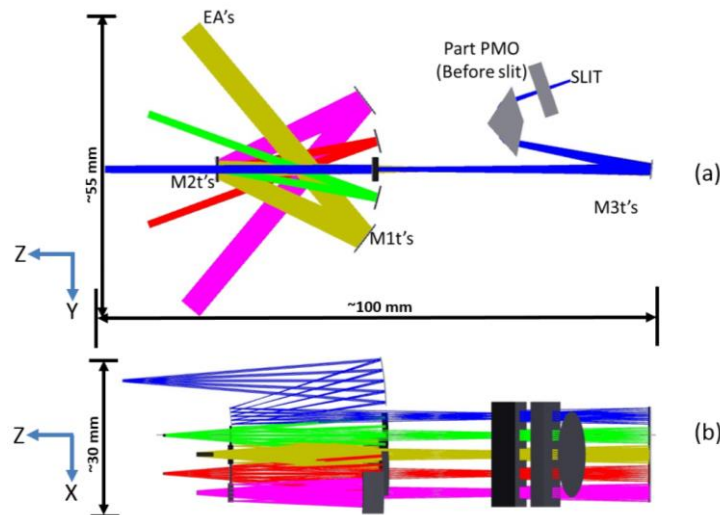 EA's
Part PMO
(Before slit)
SLIT
~55 mm
M2t's
(a)
M3t's
M1t's
Z
Y
~100 mm
Z
X
~30 mm
(b)